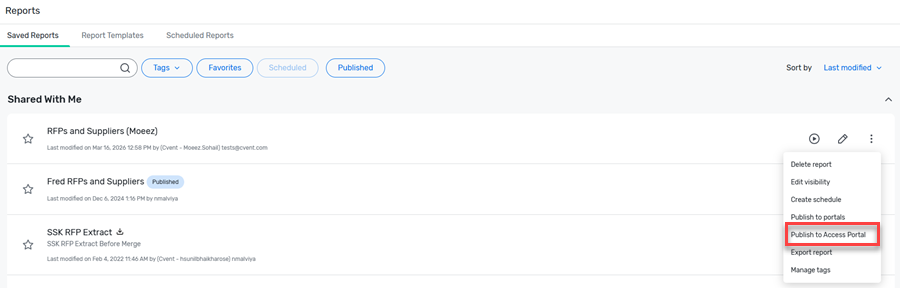 Reports
Saved Reports
Report Templates
Scheduled Reports
Tags
Favorites
Scheduled
Published
Sort by
Last modified
Shared With Me
RFPs and Suppliers (Moeez)
Last modified on Mar 16, 2026 12:58 PM by (Cvent - Moeez.Sohail) tests@cvent.com
Delete report
Edit visibility
Create schedule
Publish to portals
Publish to Access Portal
Export report
Manage tags
Fred RFPs and Suppliers
Published
Last modified on Dec 6, 2024 1:16 PM by nmalviya
SSK RFP Extract
SSK RFP Extract Before Merge
Last modified on Feb 4, 2022 11:46 AM by (Cvent - hsunilbhaikharose) nmalviya